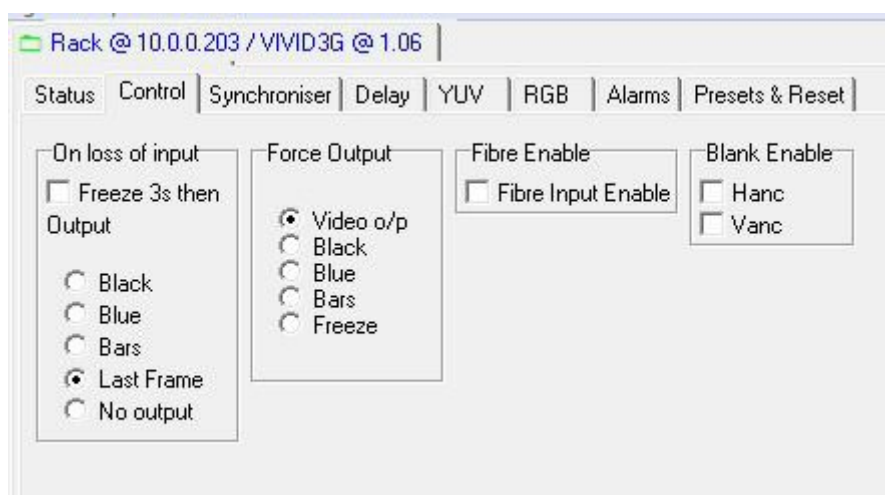 Rack @ 10.0.0.203 / VIVID3G @ 1.06
Status Control Synchroniser Delay YUV RGB Alarms Presets & Reset
On loss of input
Freeze 3s then
Output
Black
Blue
Bars
Last Frame
No output
Force Output
Video o/p
Black
Blue
Bars
Freeze
Fibre Enable
Fibre Input Enable
Blank Enable
Hanc
Vanc